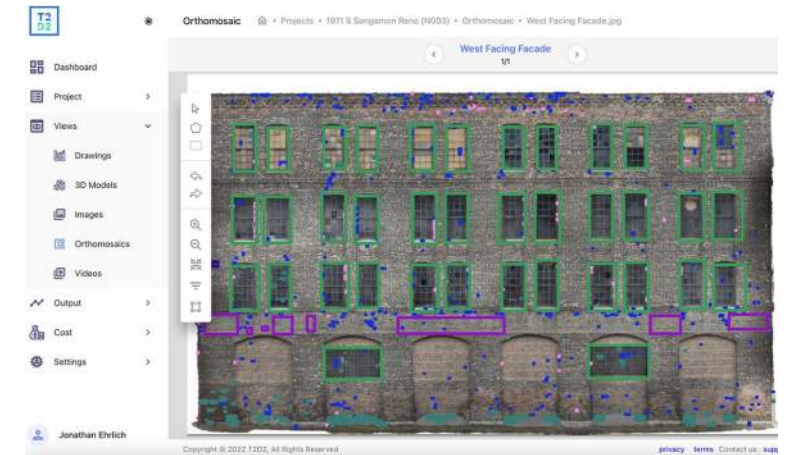 T2
D2
Orthomosaic
Projects • 1911 S Sangamon Reno (N003) • Orthomosaic • West Facing Facade.jpg
West Facing Facade
1/1
Dashboard
Project
Views
Drawings
3D Models
Images
Orthomosaics
Videos
Output
Cost
Settings
Jonathan Ehrlich
Copyright © 2022 T2D2, All Rights Reserved
privacy terms Contact us : supp